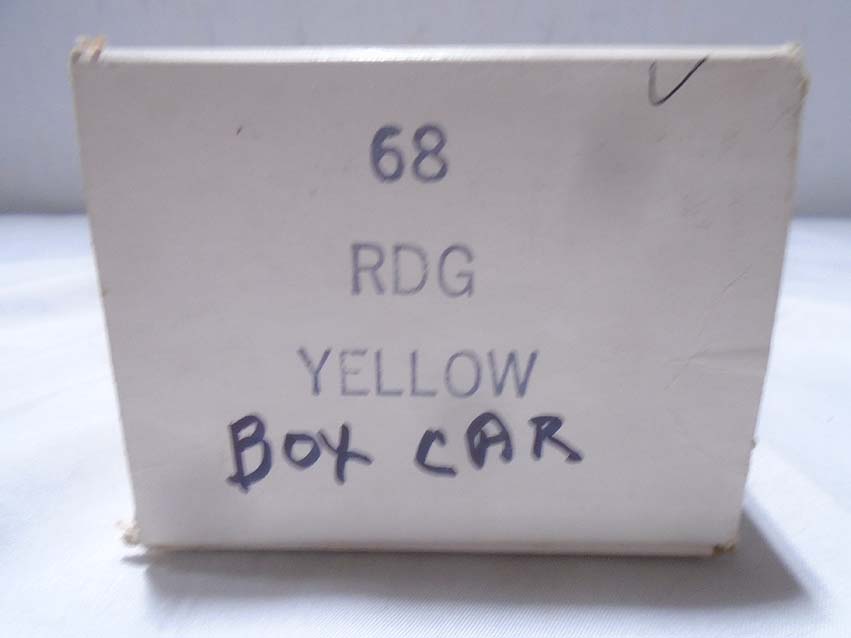 68
RDG
YELLOW
BOX CAR